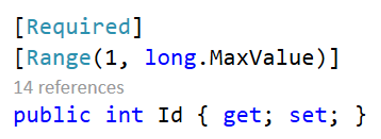 [Required]
[Range(1, long.MaxValue)]
14 references
public int Id { get; set; }